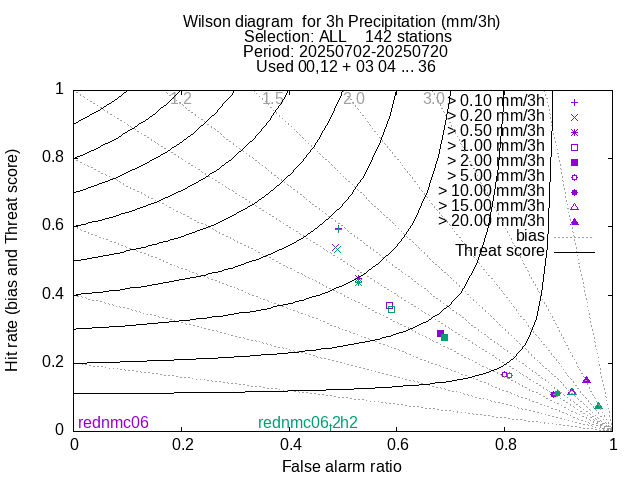 Wilson diagram  for 3h Precipitation (mm/3h)
Selection: ALL    142 stations
Period: 20250702-20250720
Used 00,12 + 03 04 ... 36
1.2
1.5
2.0
3.0
> 0.10 mm/3h
> 0.20 mm/3h
> 0.50 mm/3h
> 1.00 mm/3h
> 2.00 mm/3h
> 5.00 mm/3h
> 10.00 mm/3h
> 15.00 mm/3h
> 20.00 mm/3h
bias
Threat score
Hit rate (bias and Threat score)
1
0.8
0.6
0.4
0.2
0
rednmc06
rednmc06,2h2
0
0.2
0.4
0.6
0.8
1
False alarm ratio